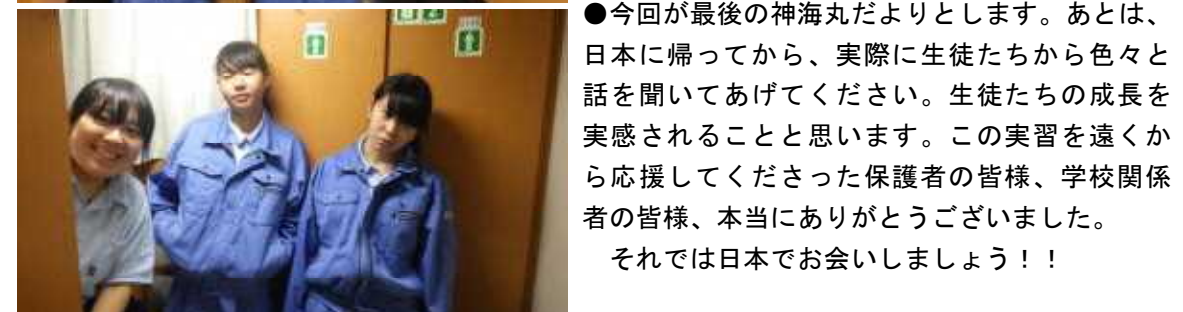 ●今回が最後の神海丸だよりとします。あとは、
日本に帰ってから、実際に生徒たちから色々と
話を聞いてあげてください。生徒たちの成長を
実感されることと思います。この実習を遠くか
ら応援してくださった保護者の皆様、学校関係
者の皆様、本当にありがとうございました。
それでは日本でお会いしましょう！！